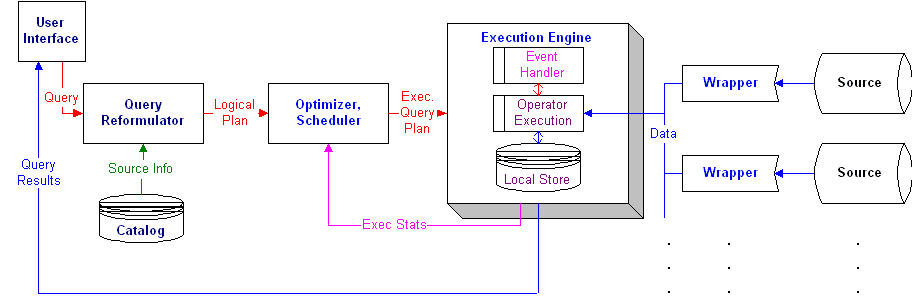 User
Interface
Query
Query
Reformulator
Logical
Plan
Optimizer,
Scheduler
Exec.
Query
Plan
Execution Engine
Event
Handler
Operator
Execution
Local Store
Data
Wrapper
Source
Wrapper
Source
Source Info
Catalog
Query
Results
Exec Stats